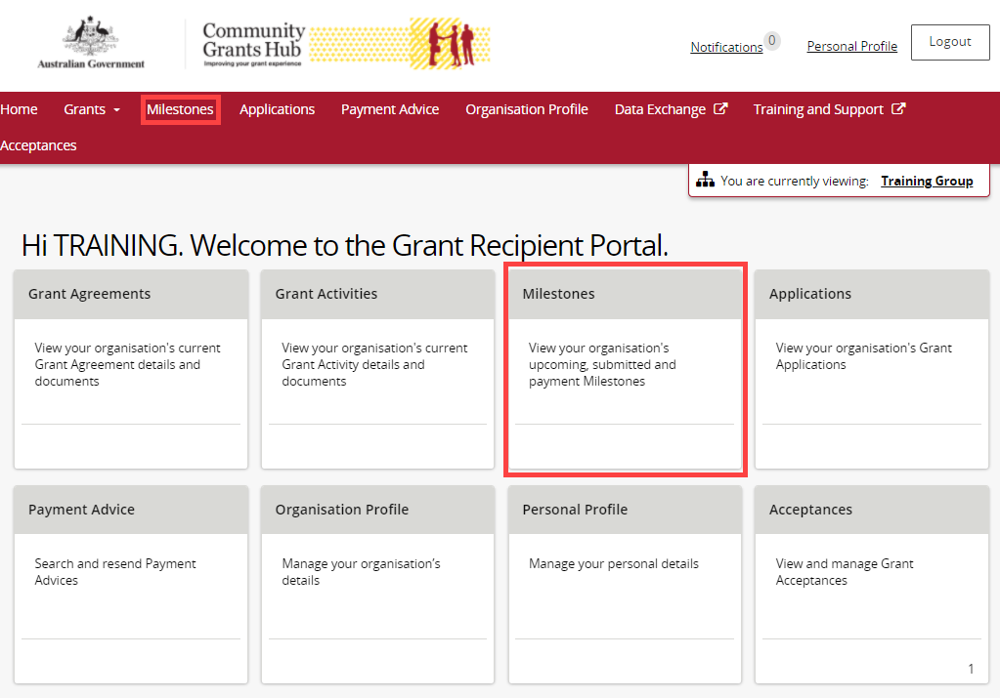 Australian Government
Community
Grants Hub
Improving your grant experience
Notifications 0
Personal Profile
Logout
Home Grants Milestones Applications Payment Advice Organisation Profile Data Exchange Training and Support
Acceptances
You are currently viewing: Training Group
Hi TRAINING. Welcome to the Grant Recipient Portal.
Grant Agreements
View your organisation's current
Grant Agreement details and
documents
Grant Activities
View your organisation's current
Grant Activity details and
documents
Milestones
View your organisation's
upcoming, submitted and
payment Milestones
Applications
View your organisation's Grant
Applications
Payment Advice
Search and resend Payment
Advices
Organisation Profile
Manage your organisation’s
details
Personal Profile
Manage your personal details
Acceptances
View and manage Grant
Acceptances
1